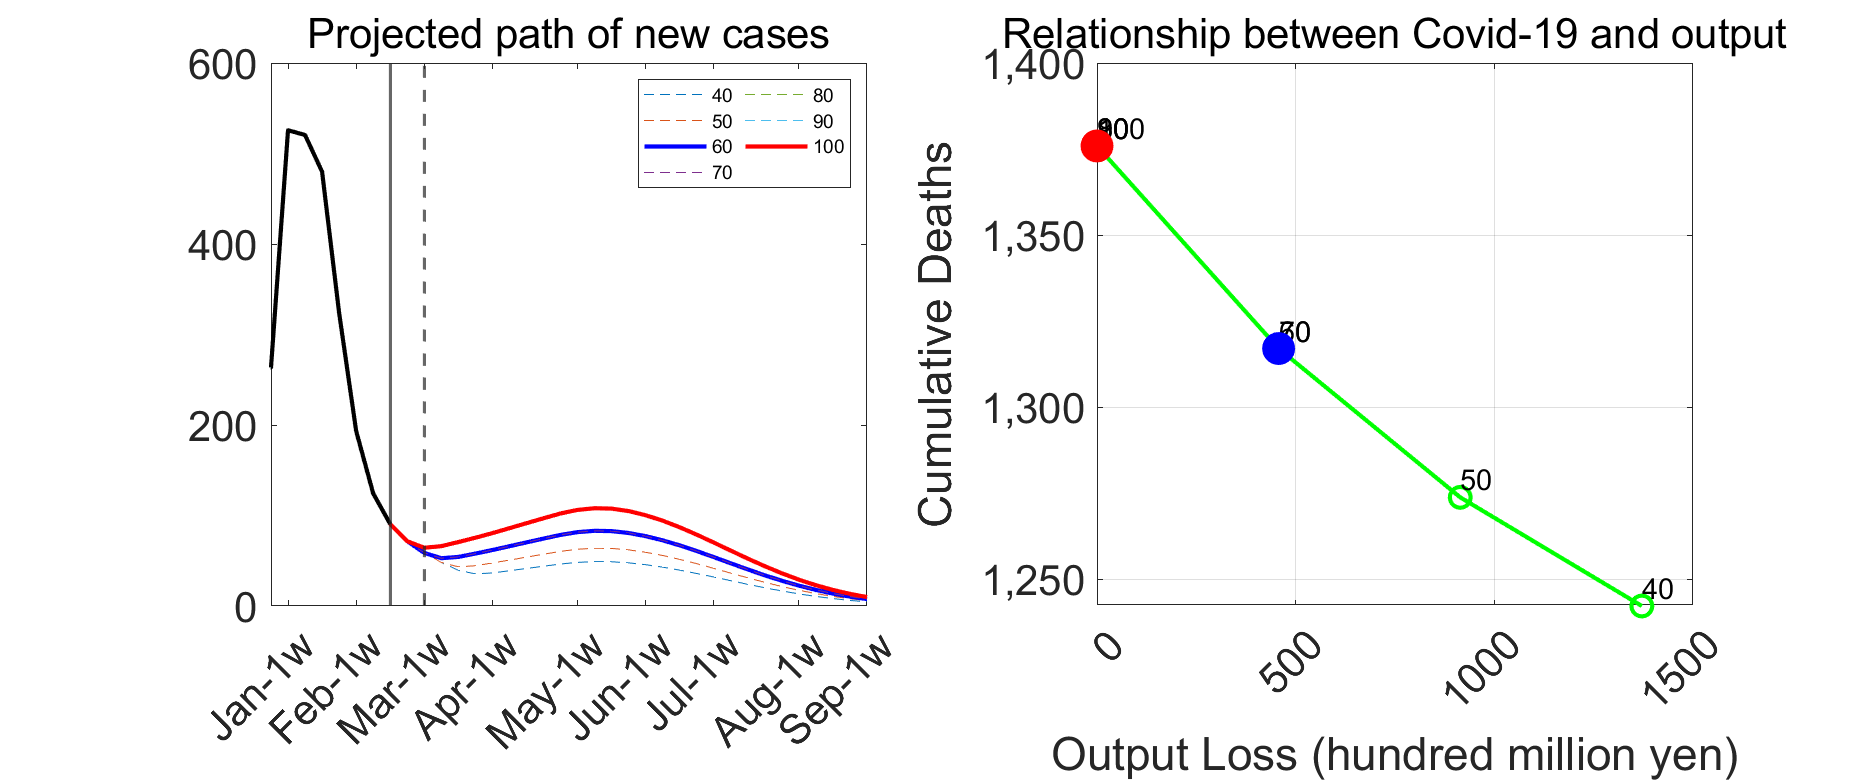 Projected path of new cases
600
400
200
0
Jan-1w
Feb-1w
Mar-1w
Apr-1w
May-1w
Jun-1w
Jul-1w
Aug-1w
Sep-1w
40
50
60
70
80
90
100
Relationship between Covid-19 and output
Cumulative Deaths
1,400
1,350
1,300
1,250
100
50
40
0
500
1000
1500
Output Loss (hundred million yen)